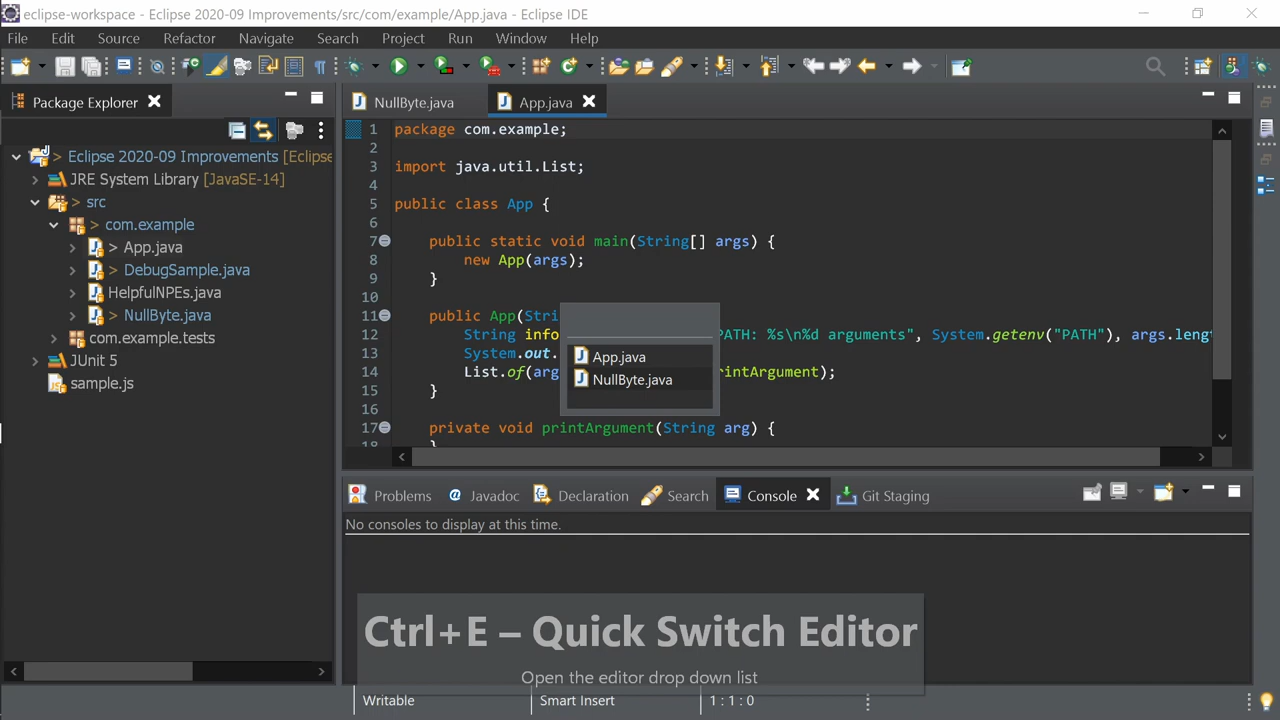 eclipse-workspace - Eclipse 2020-09 Improvements/src/com/example/App.java - Eclipse IDE
File Edit Source Refactor Navigate Search Project Run Window Help
Package Explorer
> Eclipse 2020-09 Improvements [Eclipse
JRE System Library [JavaSE-14]
> src
> com.example
> App.java
> DebugSample.java
HelpfulNPEs.java
> NullByte.java
com.example.tests
JUnit 5
sample.js
NullByte.java App.java
1 package com.example;
2
3 import java.util.List;
4
5 public class App {
6
7 public static void main(String[] args) {
8 new App(args);
9 }
10
11 public App(Stri
12 String info PATH: %s\n%d arguments", System.getenv("PATH"), args.leng
13 System.out.
14 List.of(arg rintArgument);
15 }
16
17 private void printArgument(String arg) {
18 }
App.java
NullByte.java
Problems @ Javadoc Declaration Search Console Git Staging
No consoles to display at this time.
Ctrl+E – Quick Switch Editor
Open the editor drop down list
Writable Smart Insert 1 : 1 : 0